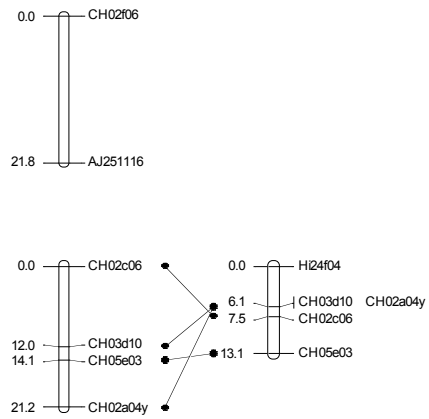 0.0 CH02f06
21.8 AJ251116
0.0 CH02c06
12.0 CH03d10
14.1 CH05e03
21.2 CH02a04y
0.0 Hi24f04
6.1 CH03d10 CH02a04y
7.5 CH02c06
13.1 CH05e03